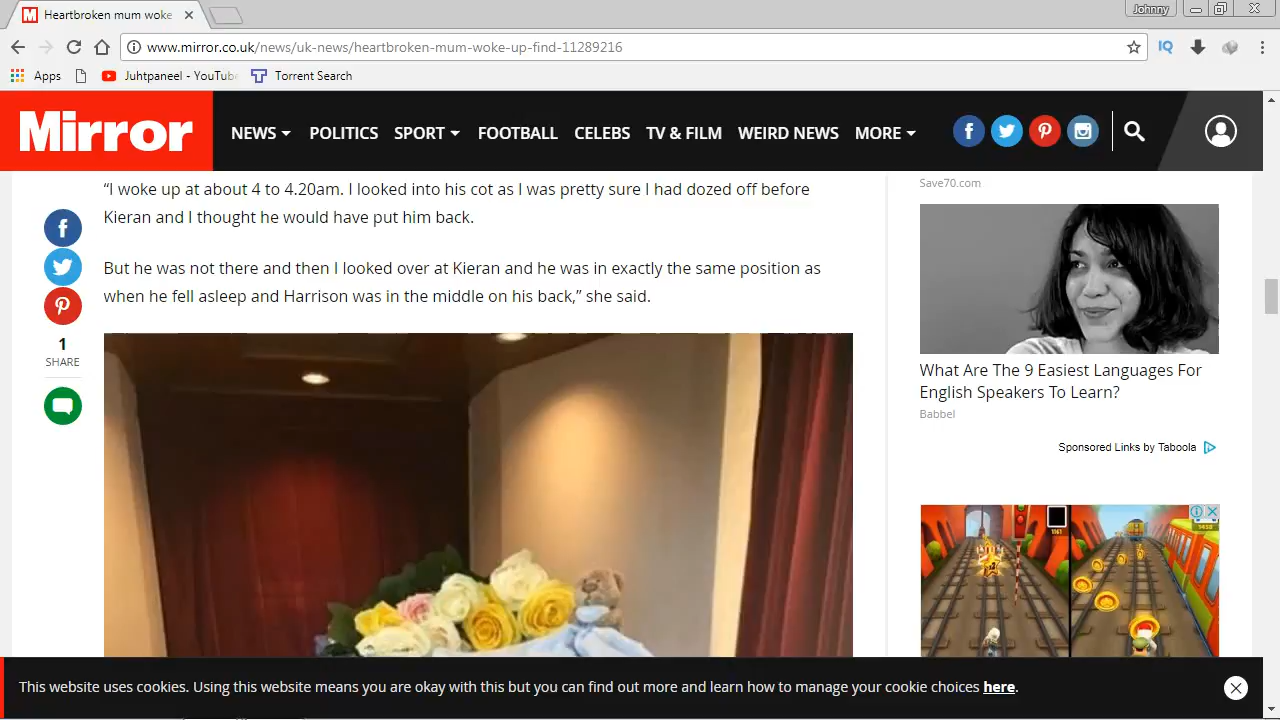 Heartbroken mum woke
Johnny
www.mirror.co.uk/news/uk-news/heartbroken-mum-woke-up-find-11289216
IQ
Apps
Juhtpaneel - YouTube
Torrent Search
Mirror
NEWS
POLITICS
SPORT
FOOTBALL
CELEBS
TV & FILM
WEIRD NEWS
MORE
“I woke up at about 4 to 4.20am. I looked into his cot as I was pretty sure I had dozed off before
Kieran and I thought he would have put him back.
But he was not there and then I looked over at Kieran and he was in exactly the same position as
when he fell asleep and Harrison was in the middle on his back,” she said.
1
SHARE
Save70.com
What Are The 9 Easiest Languages For
English Speakers To Learn?
Babbel
Sponsored Links by Taboola
This website uses cookies. Using this website means you are okay with this but you can find out more and learn how to manage your cookie choices here.